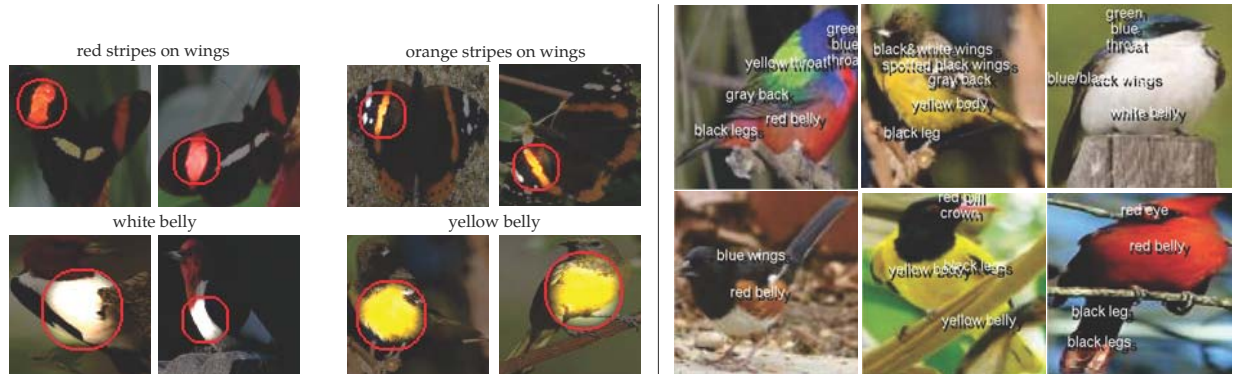 red stripes on wings
orange stripes on wings
white belly
yellow belly
green
blue
throat
yellow throat
gray back
red belly
black legs
black&white wings
spotted black wings
gray back
yellow body
black leg
green
blue
throat
black wings
white belly
blue wings
red belly
red bill
crown
yellow body
black legs
yellow belly
red eye
red belly
black leg
black legs